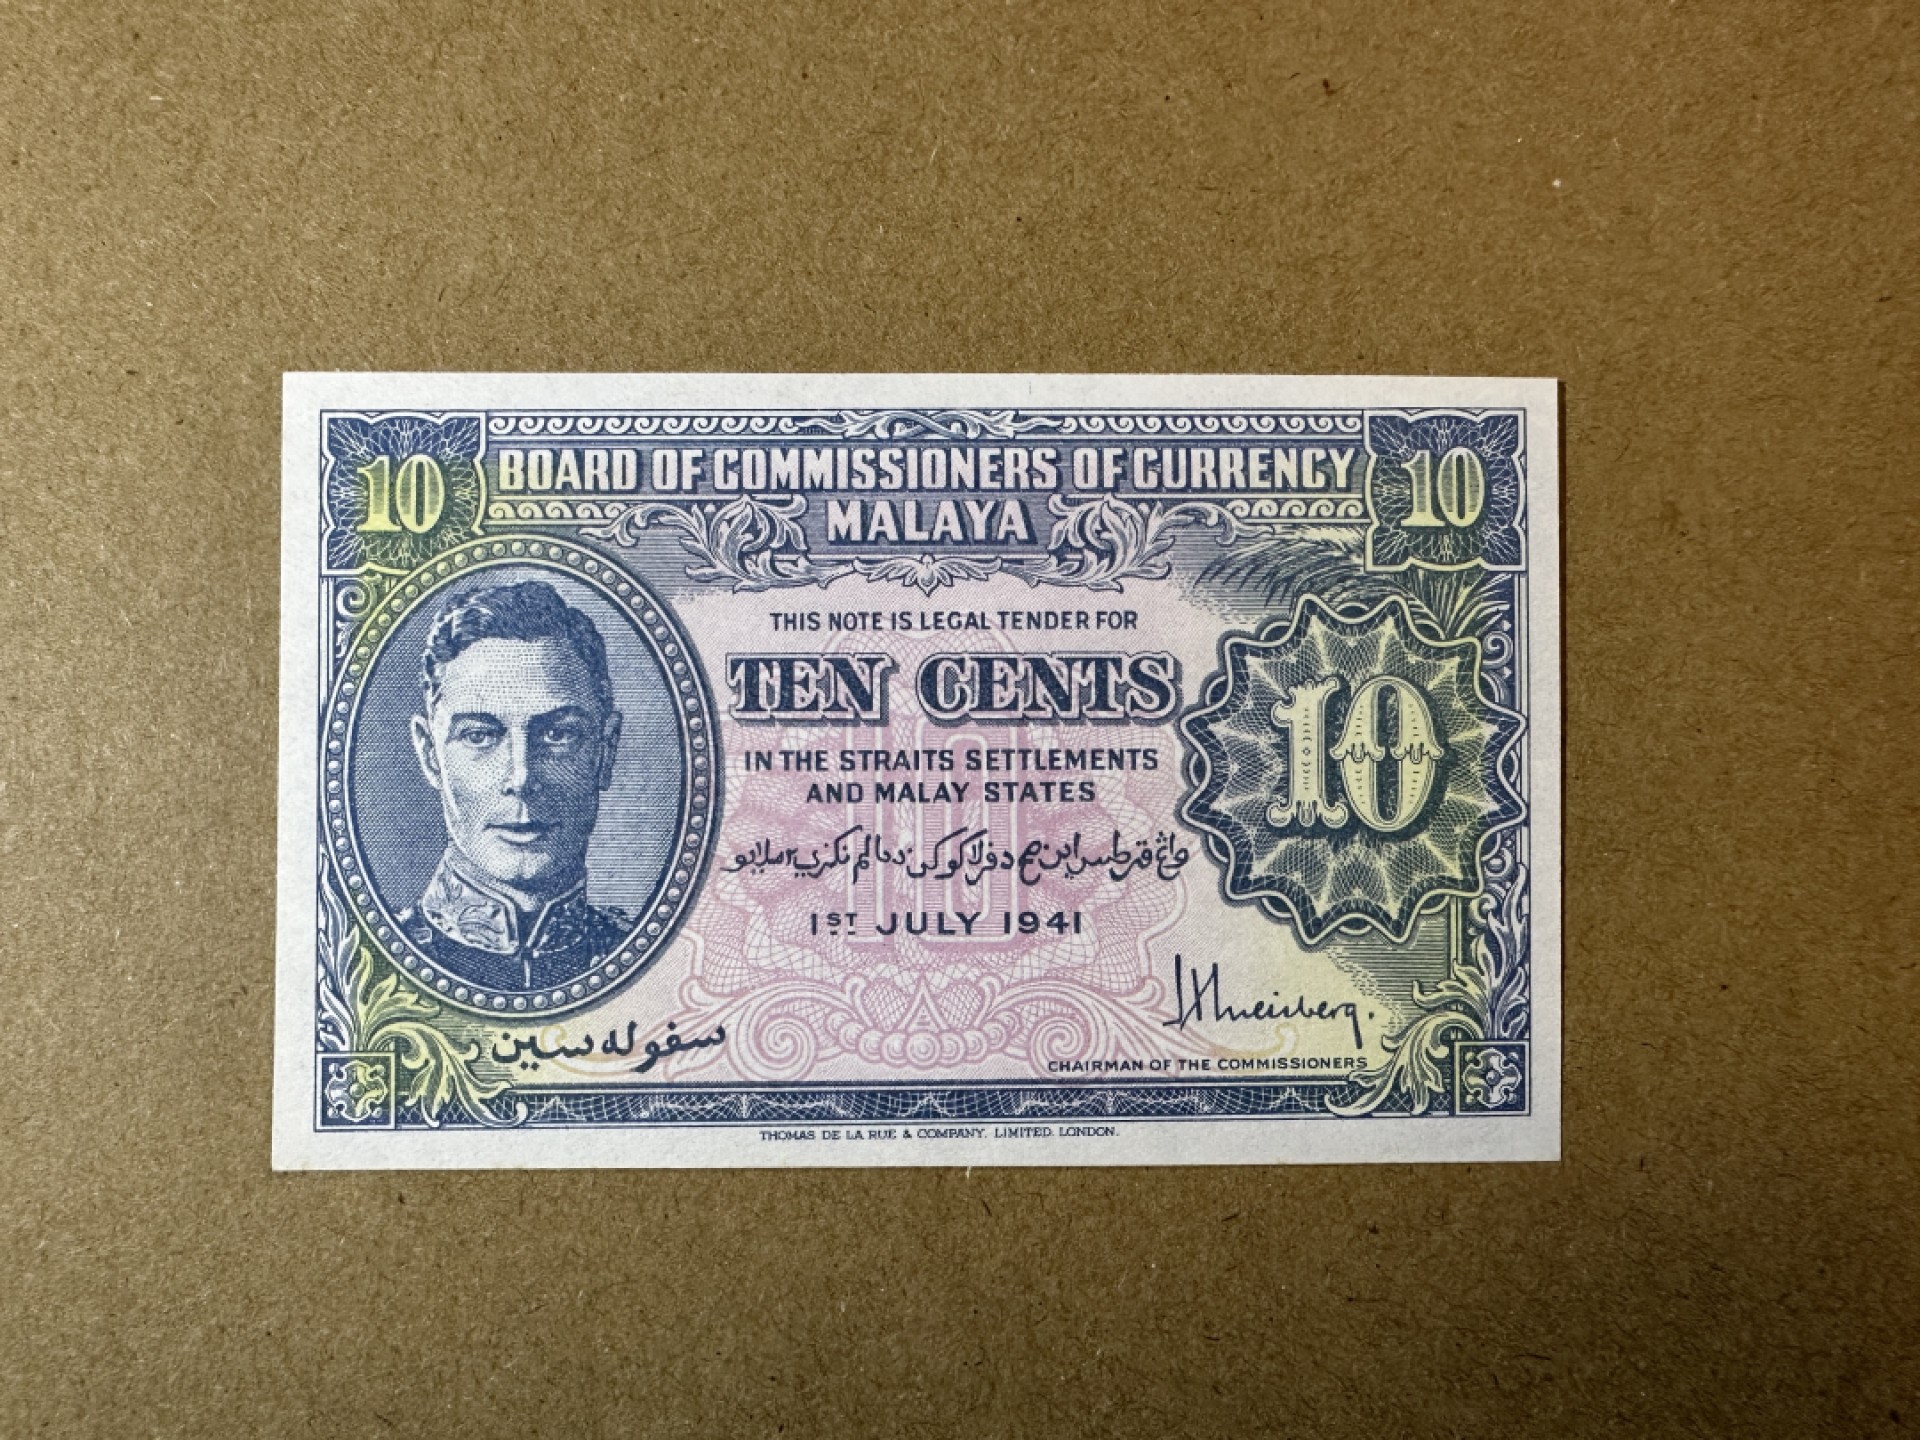 10 BOARD OF COMMISSIONERS OF CURRENCY 10
MALAYA
THIS NOTE IS LEGAL TENDER FOR
TEN CENTS
10
IN THE STRAITS SETTLEMENTS
AND MALAY STATES
1ST JULY 1941
سفوله سين
CHAIRMAN OF THE COMMISSIONERS
THOMAS DE LA RUE & COMPANY, LIMITED, LONDON.